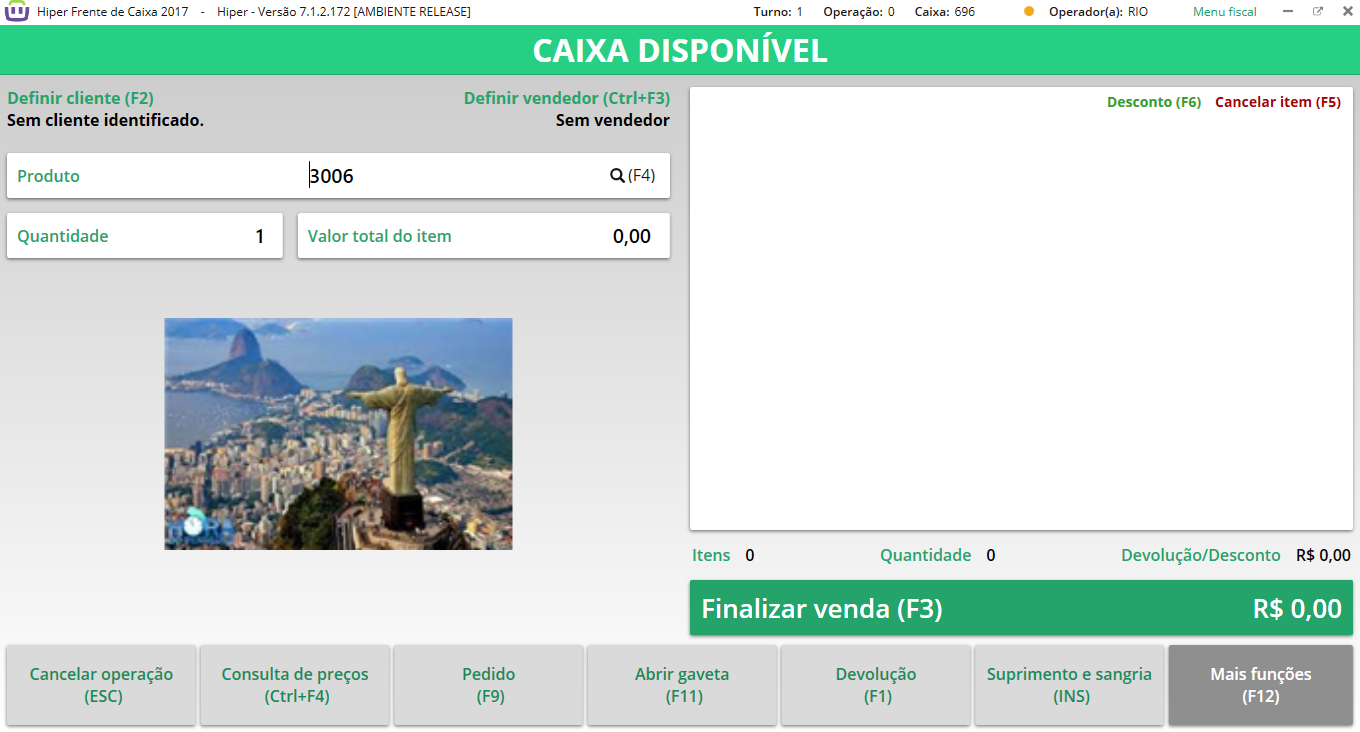 Hiper Frente de Caixa 2017 - Hiper - Versão 7.1.2.172 [AMBIENTE RELEASE] Turno: 1 Operação: 0 Caixa: 696 Operador(a): RIO Menu fiscal
CAIXA DISPONÍVEL
Definir cliente (F2) Definir vendedor (Ctrl+F3)
Sem cliente identificado. Sem vendedor
Desconto (F6) Cancelar item (F5)
Produto 3006 (F4)
Quantidade 1 Valor total do item 0,00
HORA
Itens 0 Quantidade 0 Devolução/Desconto R$ 0,00
Finalizar venda (F3) R$ 0,00
Cancelar operação
(ESC)
Consulta de preços
(Ctrl+F4)
Pedido
(F9)
Abrir gaveta
(F11)
Devolução
(F1)
Suprimento e sangria
(INS)
Mais funções
(F12)